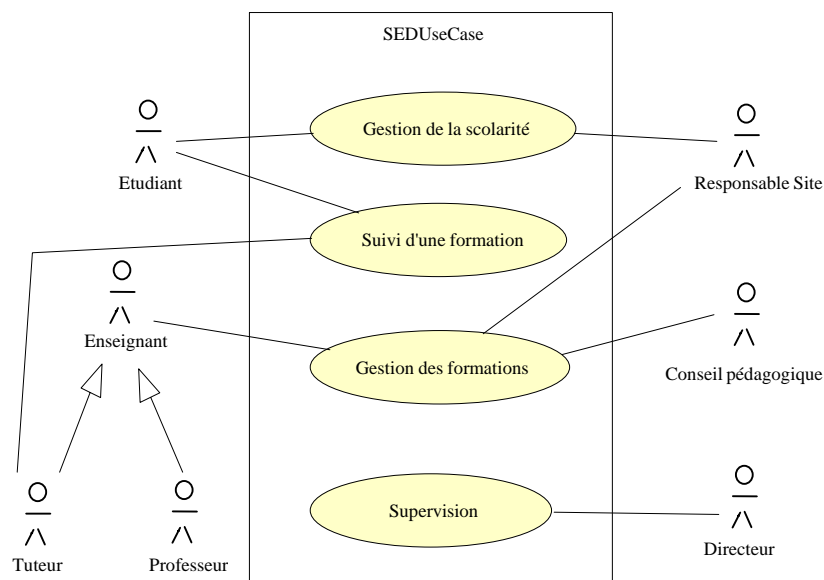 SEDUseCase
Gestion de la scolarité
Etudiant
Responsable Site
Suivi d'une formation
Enseignant
Gestion des formations
Conseil pédagogique
Supervision
Tuteur
Professeur
Directeur